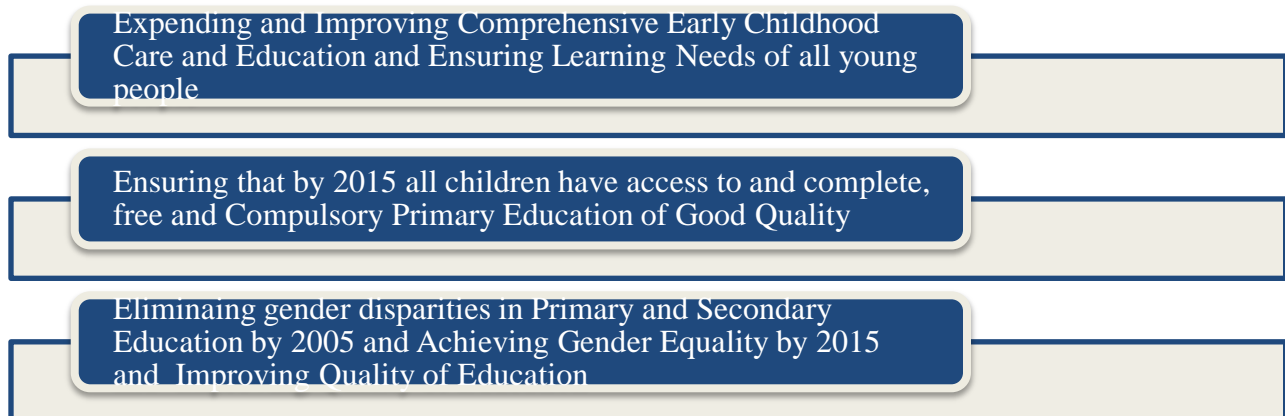 Expending and Improving Comprehensive Early Childhood
Care and Education and Ensuring Learning Needs of all young
people
Ensuring that by 2015 all children have access to and complete,
free and Compulsory Primary Education of Good Quality
Eliminaing gender disparities in Primary and Secondary
Education by 2005 and Achieving Gender Equality by 2015
and Improving Quality of Education